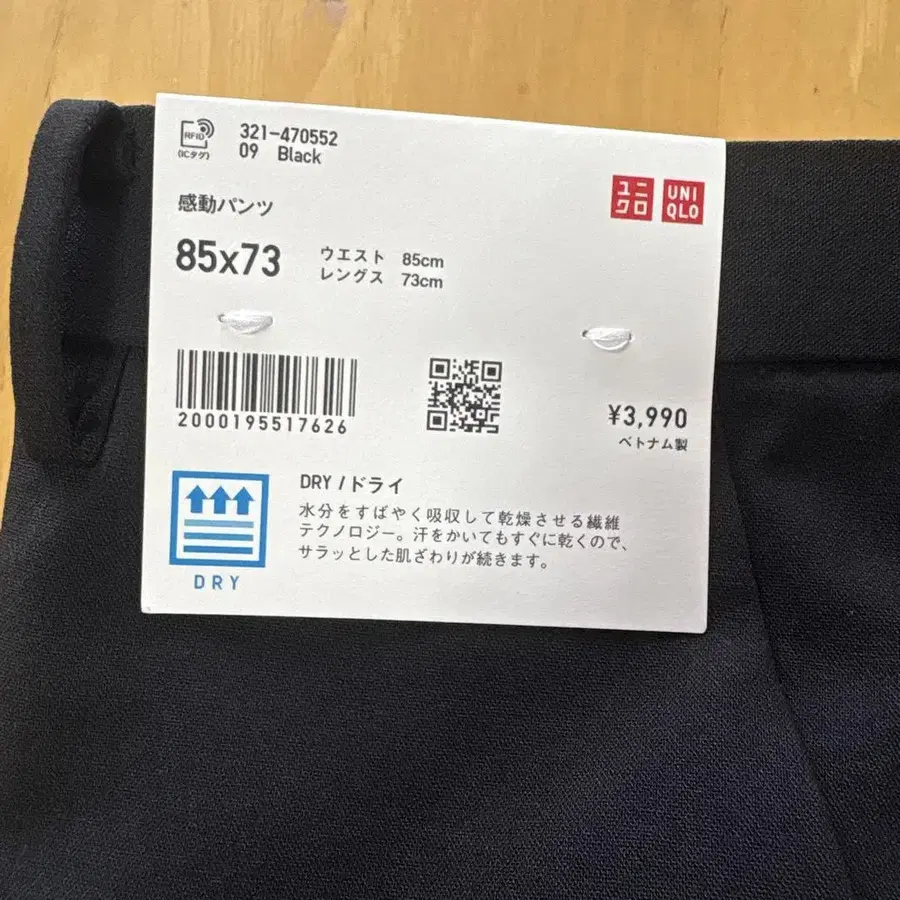 RFID
(ICタグ)
321-470552
09 Black
ユニクロ
UNIQLO
感動パンツ
85x73
ウエスト 85cm
レングス 73cm
2000195517626
¥3,990
ベトナム製
DRY
DRY / ドライ
水分をすばやく吸収して乾燥させる繊維
テクノロジー。汗をかいてもすぐに乾くので、
サラッとした肌ざわりが続きます。